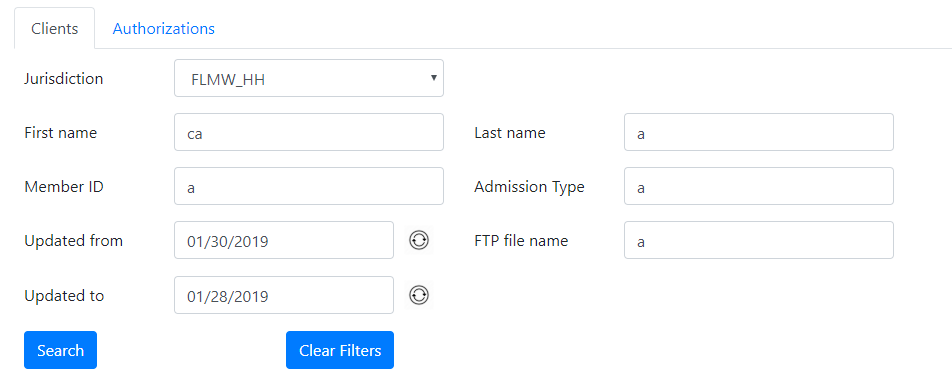 Clients Authorizations
Jurisdiction FLMW_HH
First name ca Last name a
Member ID a Admission Type a
Updated from 01/30/2019 FTP file name a
Updated to 01/28/2019
Search Clear Filters